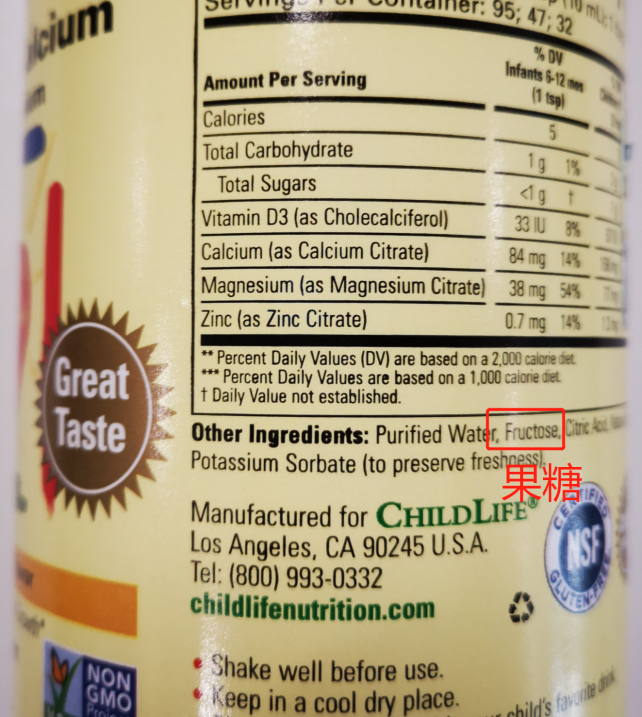 lcium
Servings Per Container: 95; 47; 32
% DV
Infants 6-12 mos
(1 tsp)
Amount Per Serving
Calories 5
Total Carbohydrate 1 g 1%
Total Sugars <1 g †
Vitamin D3 (as Cholecalciferol) 33 IU 8%
Calcium (as Calcium Citrate) 84 mg 14%
Magnesium (as Magnesium Citrate) 38 mg 54%
Zinc (as Zinc Citrate) 0.7 mg 14%
** Percent Daily Values (DV) are based on a 2,000 calorie diet.
*** Percent Daily Values are based on a 1,000 calorie diet.
† Daily Value not established.
Great
Taste
Other Ingredients: Purified Water, Fructose, Citric Acid,
Potassium Sorbate (to preserve freshness).
果糖
Manufactured for CHILDLIFE®
Los Angeles, CA 90245 U.S.A.
Tel: (800) 993-0332
childlifenutrition.com
CERTIFIED
NSF
GLUTEN-FREE
NON
GMO
Project
• Shake well before use.
• Keep in a cool dry place.
child's favorite drink